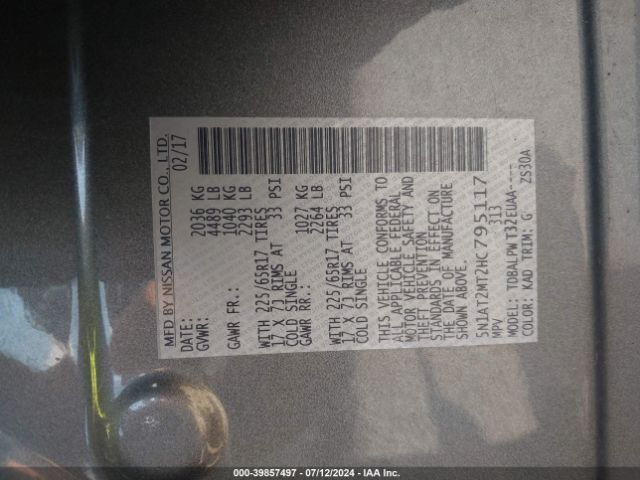 MFD BY NISSAN MOTOR CO., LTD.
DATE: 02/17
GVWR: 2036 KG
4489 LB
GAWR FR.: 1040 KG
2293 LB
WITH 225/65R17 TIRES
17 X 7J RIMS AT 33 PSI
COLD SINGLE
GAWR RR.: 1027 KG
2264 LB
WITH 225/65R17 TIRES
17 X 7J RIMS AT 33 PSI
COLD SINGLE
THIS VEHICLE CONFORMS TO
ALL APPLICABLE FEDERAL
MOTOR VEHICLE SAFETY AND
THEFT PREVENTION
STANDARDS IN EFFECT ON
THE DATE OF MANUFACTURE
SHOWN ABOVE.
5N1AT2MT2HC795117
MPV 313
MODEL: TDBALPW T32EUAA----
COLOR: KAD TRIM: G ZS30A
000-39857497 - 07/12/2024 - IAA Inc.